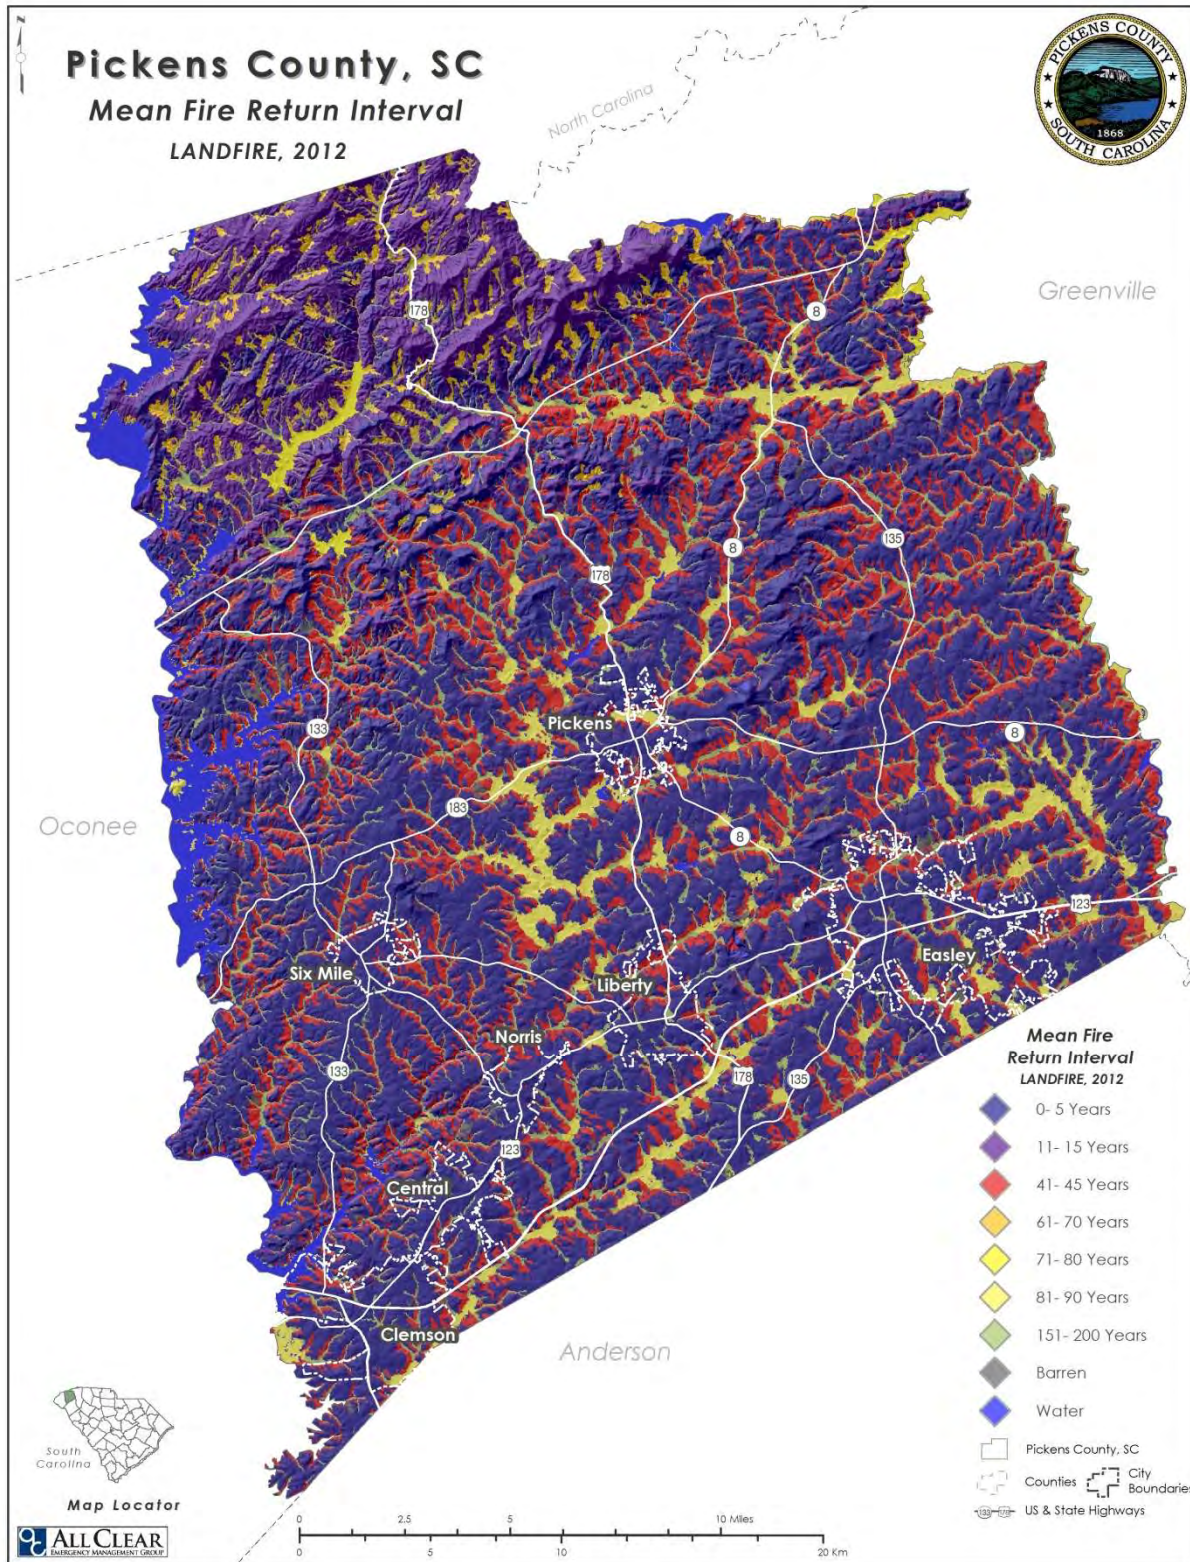 N
Pickens County, SC
Mean Fire Return Interval
LANDFIRE, 2012
PICKENS COUNTY
SOUTH CAROLINA
1868
North Carolina
Greenville
178
8
8
135
178
Pickens
133
8
183
Oconee
8
123
Easley
Six Mile
Liberty
Norris
133
178
135
123
Central
Clemson
Anderson
Mean Fire
Return Interval
LANDFIRE, 2012
0- 5 Years
11- 15 Years
41- 45 Years
61- 70 Years
71- 80 Years
81- 90 Years
151- 200 Years
Barren
Water
Pickens County, SC
Counties
City
Boundaries
133
178
US & State Highways
South
Carolina
Map Locator
ALL CLEAR
EMERGENCY MANAGEMENT GROUP
0 2.5 5 10 Miles
0 5 10 20 Km